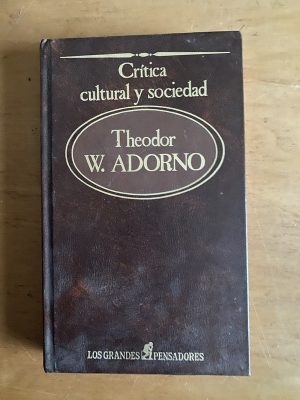 Crítica
cultural y sociedad
Theodor
W. ADORNO
LOS GRANDES PENSADORES